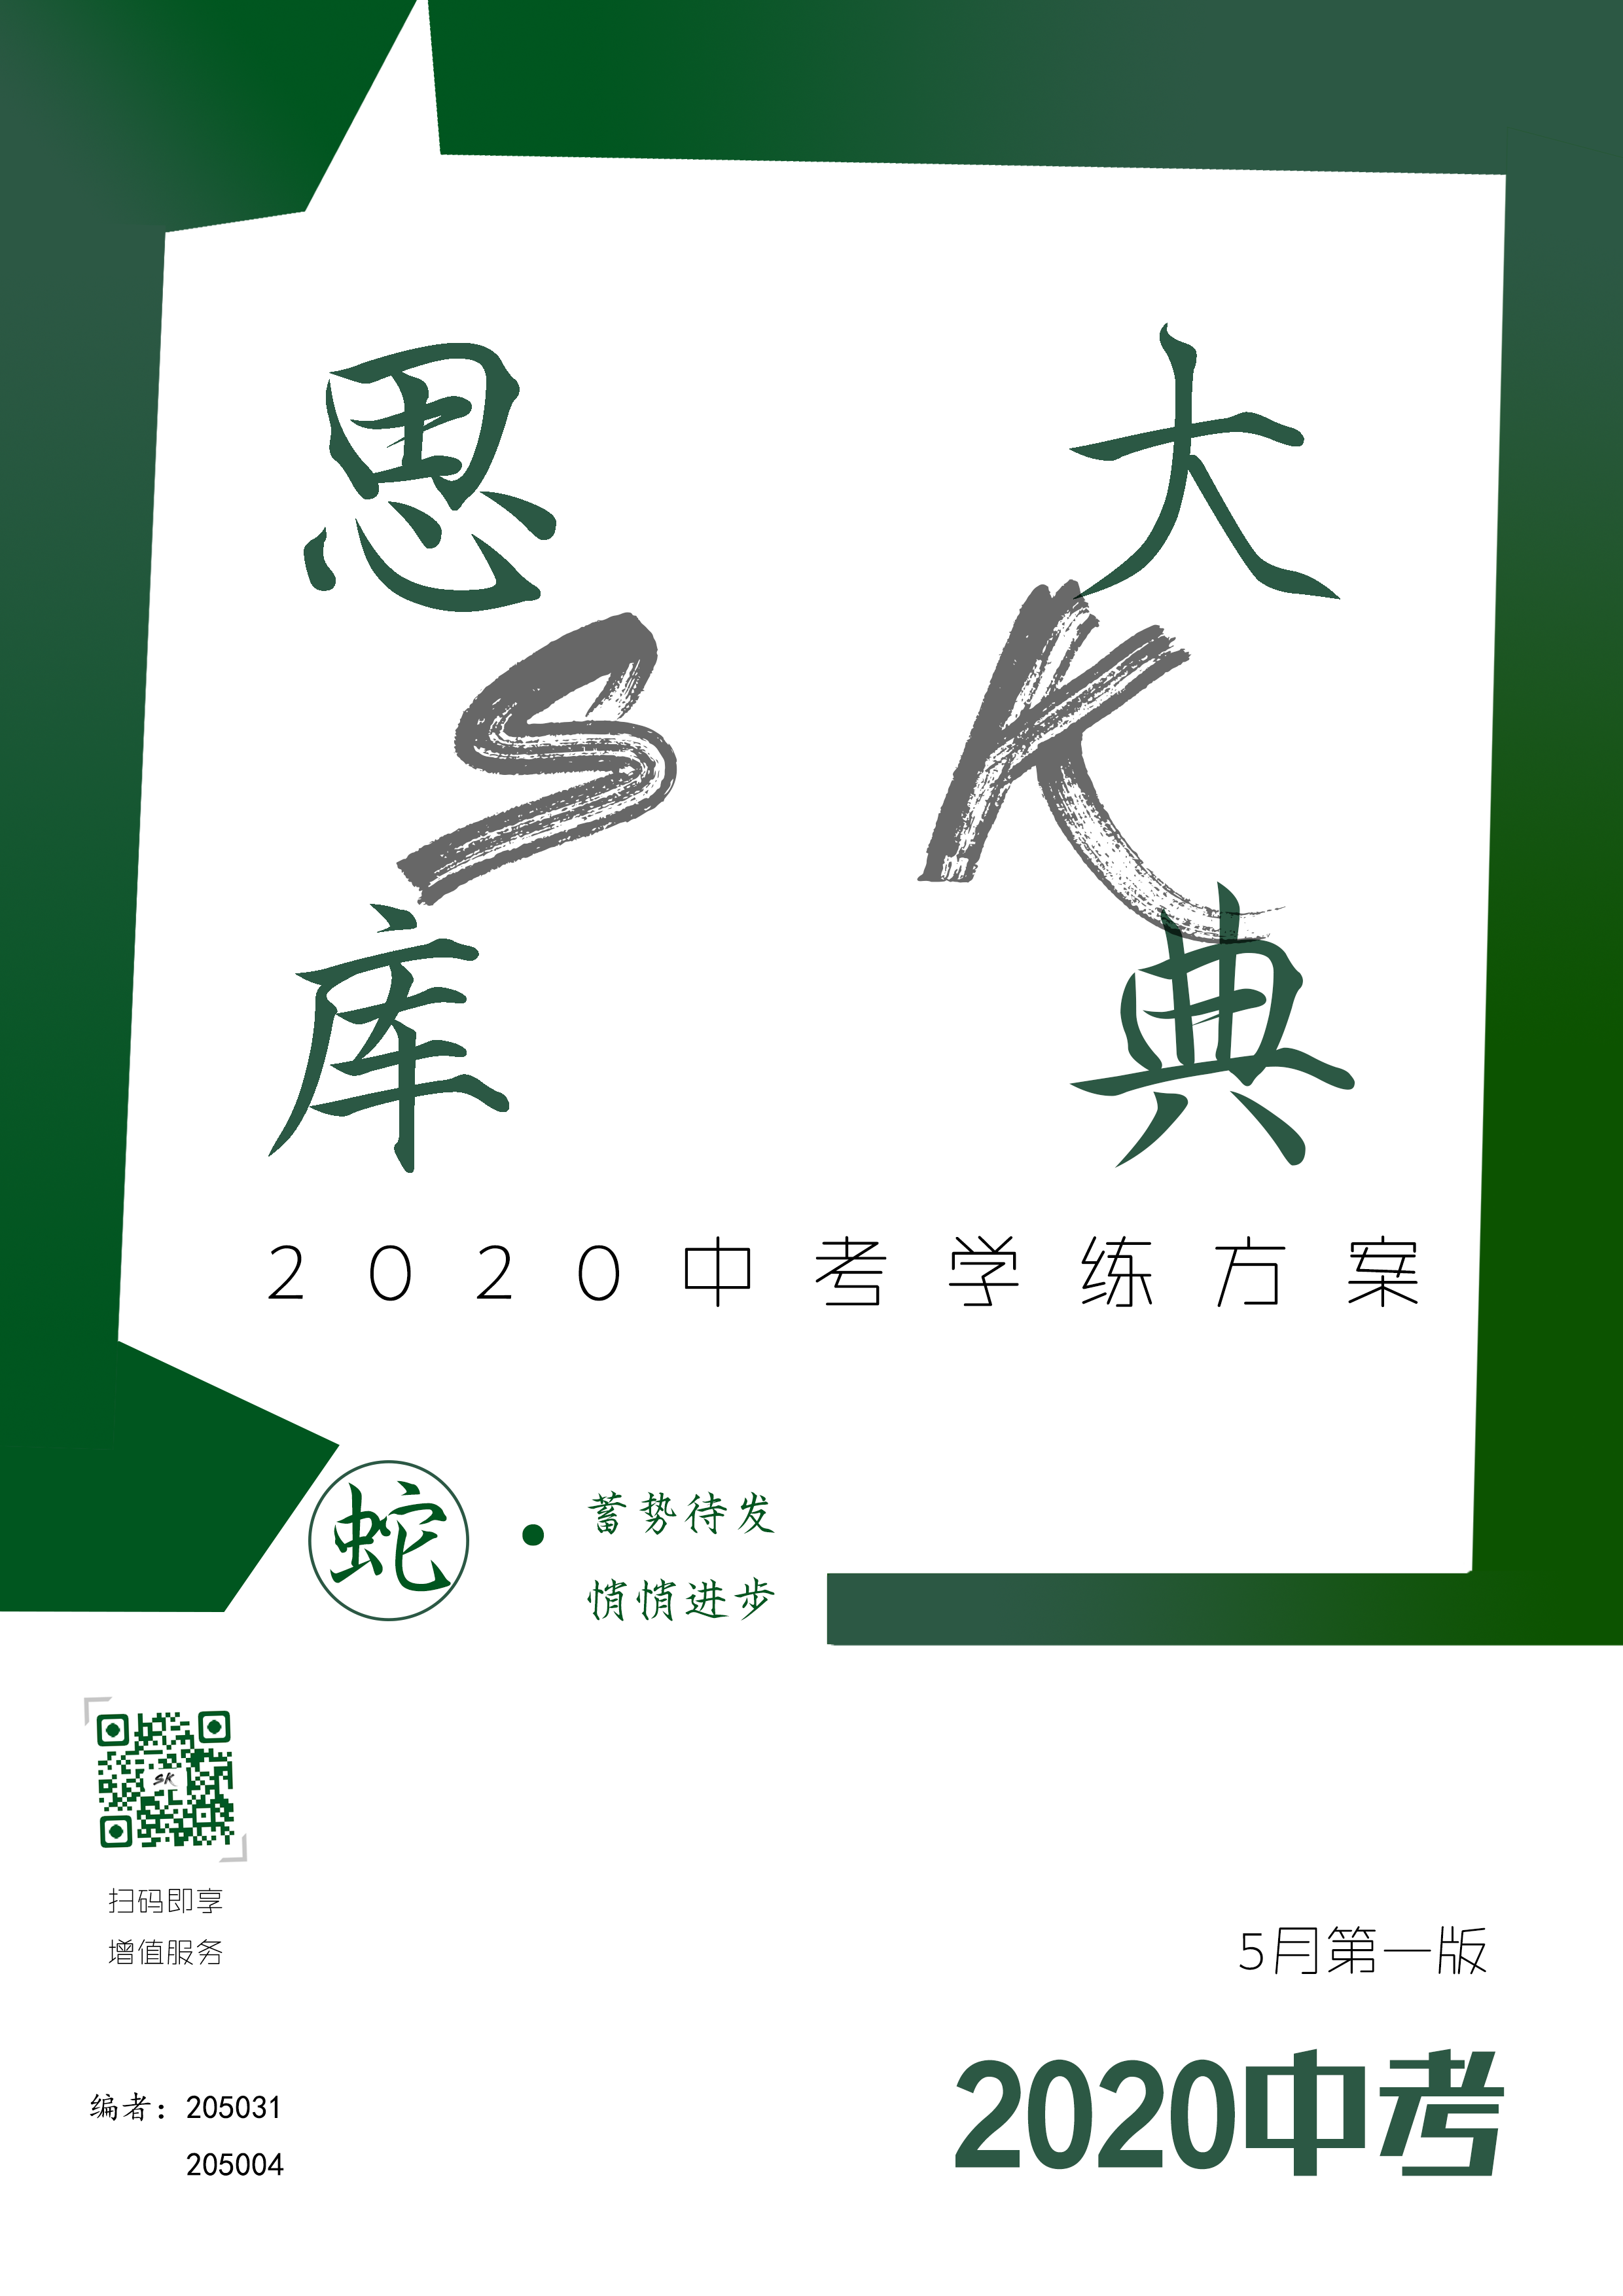 思 大
S K
库 典
2020中考学练方案
蛇 · 蓄势待发
悄悄进步
SK
扫码即享
增值服务
5月第一版
2020中考
编者：205031
205004